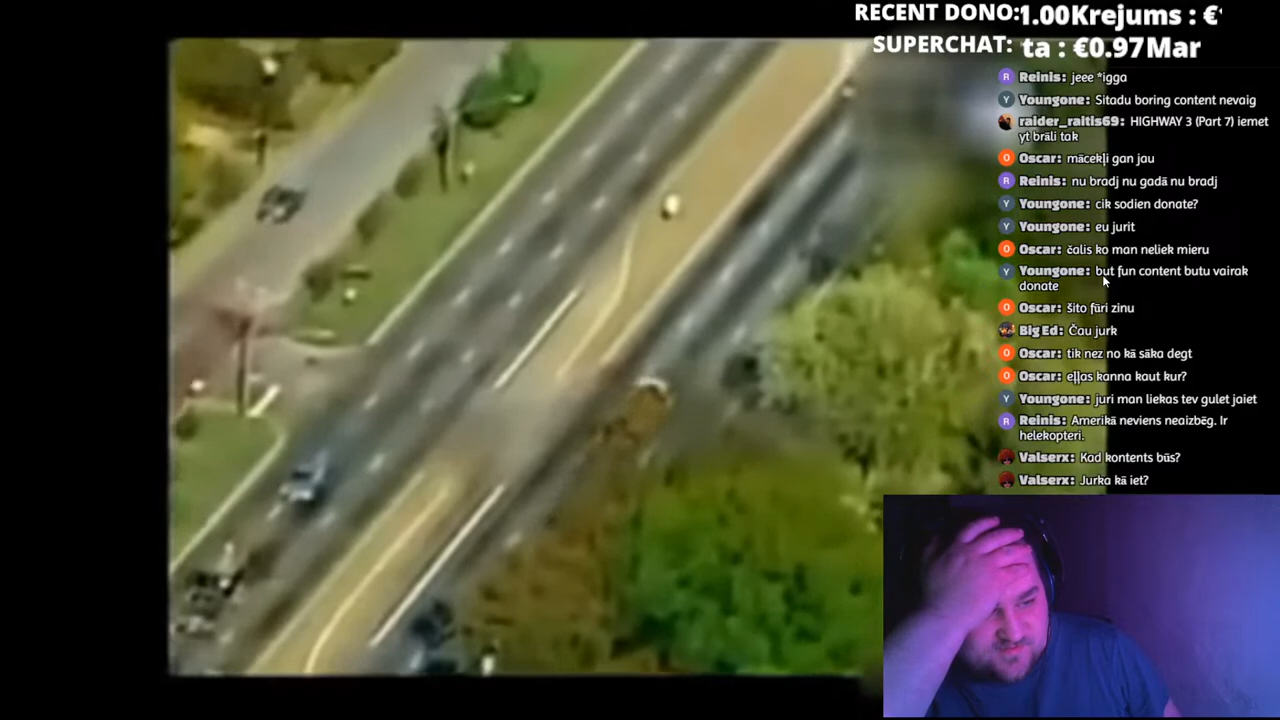 RECENT DONO: 1.00Krejums : €
SUPERCHAT: ta : €0.97Mar
R Reinis: jeee *igga
Y Youngone: Sitadu boring content nevaig
raider_raitis69: HIGHWAY 3 (Part 7) iemet
yt brāli tak
O Oscar: mācekļi gan jau
R Reinis: nu bradj nu gadā nu bradj
Y Youngone: cik sodien donate?
Y Youngone: eu jurit
O Oscar: čalis ko man neliek mieru
Y Youngone: but fun content butu vairak
donate
O Oscar: šito fūri zinu
Big Ed: Čau jurk
O Oscar: tik nez no kā sāka degt
O Oscar: eļļas kanna kaut kur?
Y Youngone: juri man liekas tev gulet jaiet
R Reinis: Amerikā neviens neaizbēg. Ir
helekopteri.
Valserx: Kad kontents būs?
Valserx: Jurka kā iet?